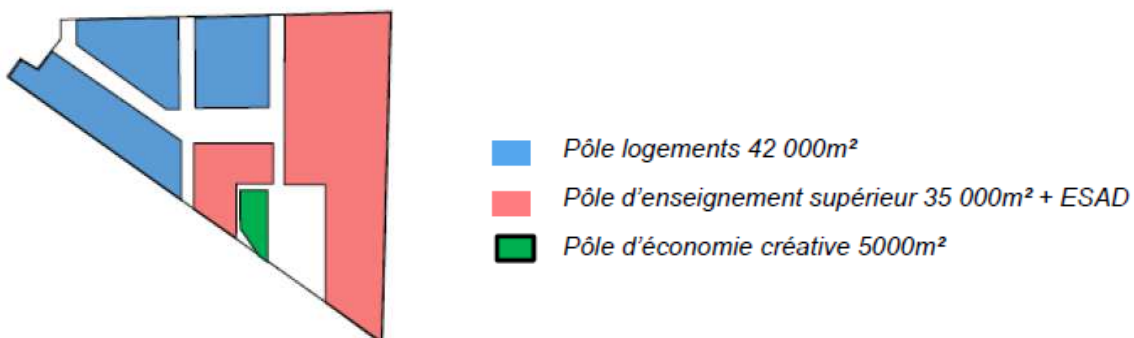 Pôle logements 42 000m²
Pôle d'enseignement supérieur 35 000m² + ESAD
Pôle d'économie créative 5000m²